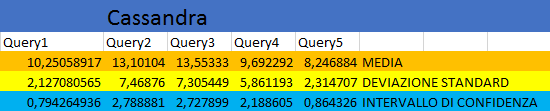 Cassandra
Query1 Query2 Query3 Query4 Query5
10,25058917 13,10104 13,55333 9,692292 8,246884 MEDIA
2,127080565 7,46876 7,305449 5,861193 2,314707 DEVIAZIONE STANDARD
0,794264936 2,788881 2,727899 2,188605 0,864326 INTERVALLO DI CONFIDENZA